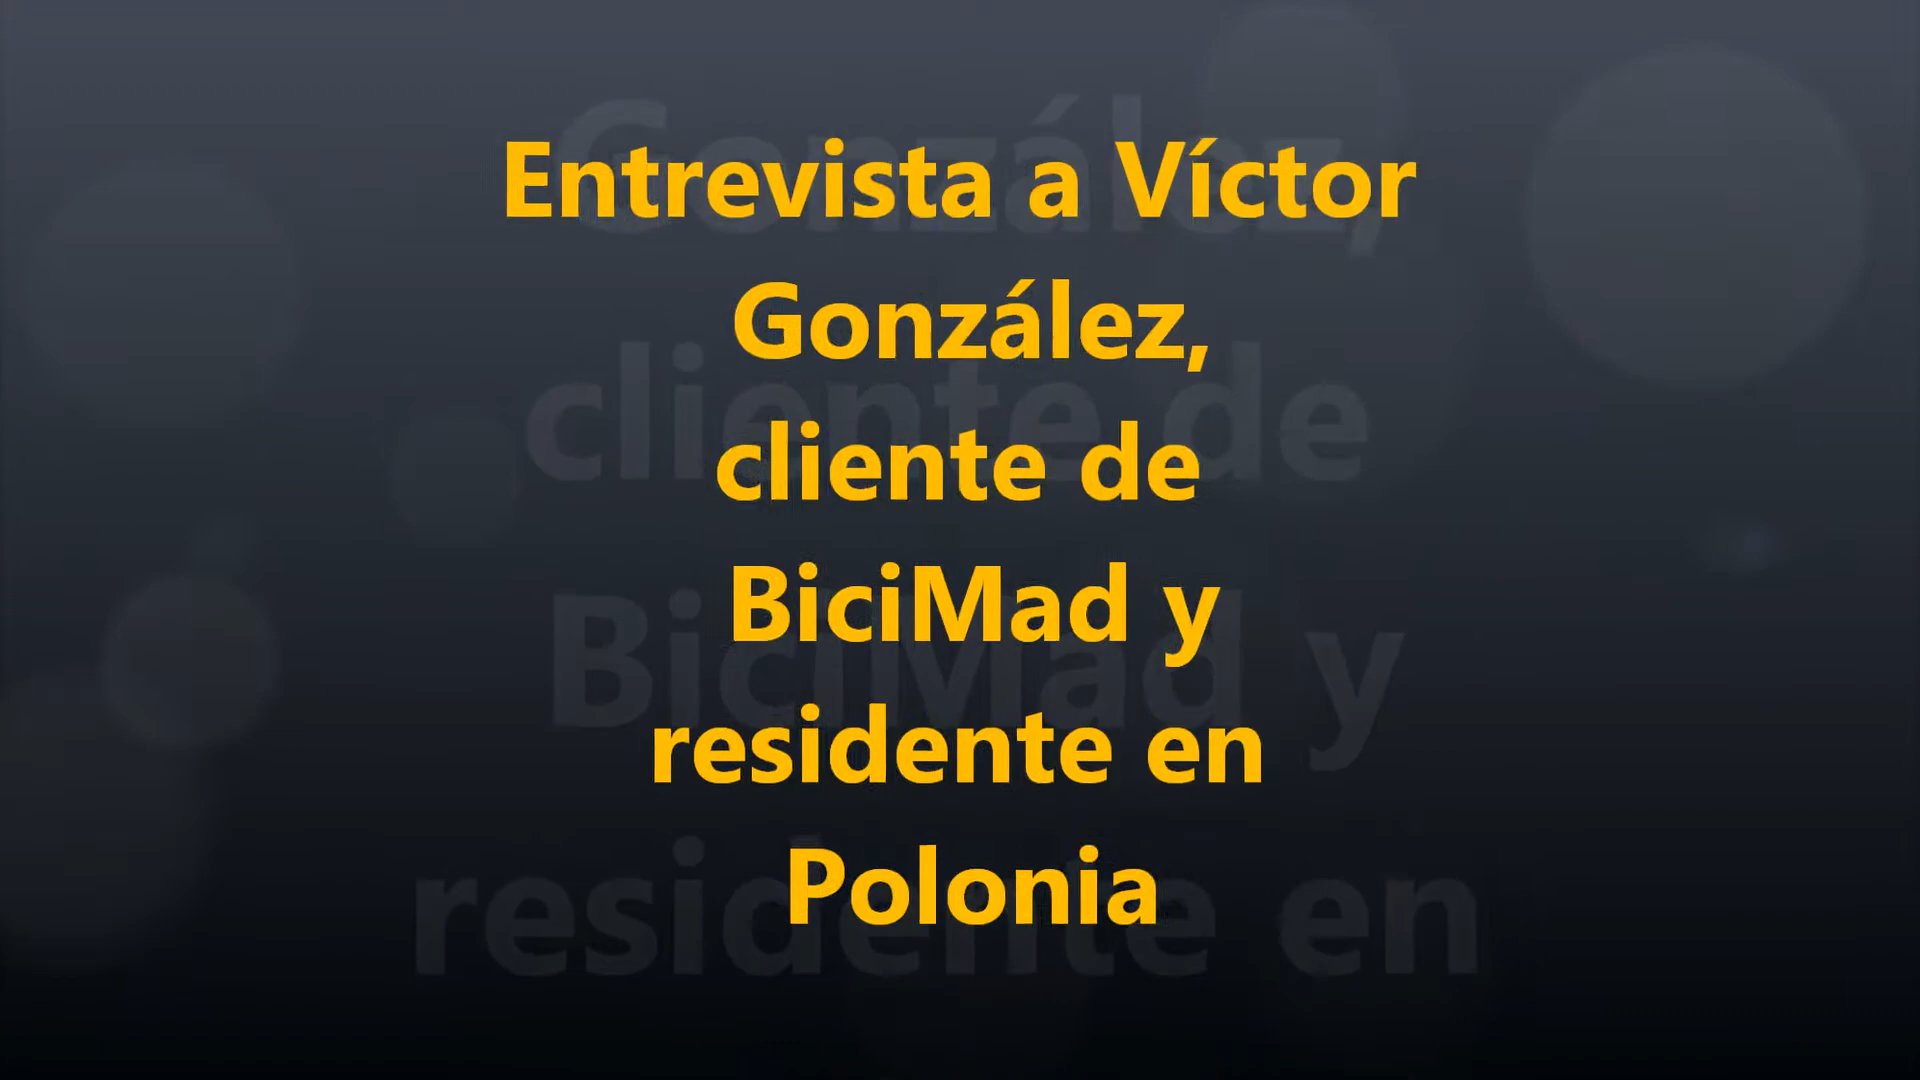 Entrevista a Víctor
González,
cliente de
BiciMad y
residente en
Polonia